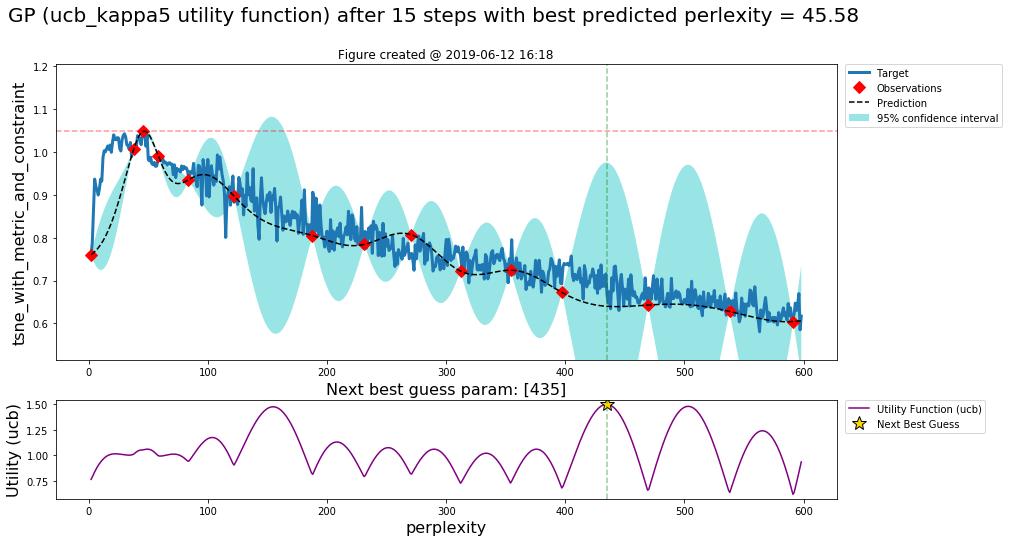 GP (ucb_kappa5 utility function) after 15 steps with best predicted perlexity = 45.58
Figure created @ 2019-06-12 16:18
tsne_with_metric_and_constraint
1.2
1.1
1.0
0.9
0.8
0.7
0.6
0 100 200 300 400 500 600
Target
Observations
Prediction
95% confidence interval
Next best guess param: [435]
Utility (ucb)
1.50
1.25
1.00
0.75
0 100 200 300 400 500 600
perplexity
Utility Function (ucb)
Next Best Guess